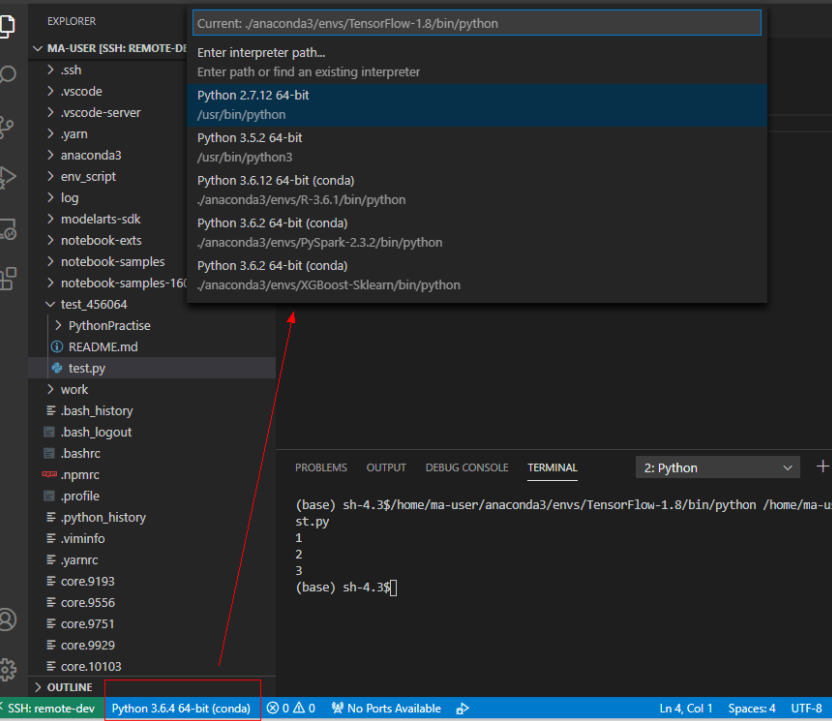 EXPLORER
MA-USER [SSH: REMOTE-DE
.ssh
.vscode
.vscode-server
.yarn
anaconda3
env_script
log
modelarts-sdk
notebook-exts
notebook-samples
notebook-samples-160
test_456064
PythonPractise
README.md
test.py
work
.bash_history
.bash_logout
.bashrc
.npmrc
.profile
.python_history
.viminfo
.yarnrc
core.9193
core.9556
core.9751
core.9929
core.10103
OUTLINE
Current: ./anaconda3/envs/TensorFlow-1.8/bin/python
Enter interpreter path...
Enter path or find an existing interpreter
Python 2.7.12 64-bit
/usr/bin/python
Python 3.5.2 64-bit
/usr/bin/python3
Python 3.6.12 64-bit (conda)
./anaconda3/envs/R-3.6.1/bin/python
Python 3.6.2 64-bit (conda)
./anaconda3/envs/PySpark-2.3.2/bin/python
Python 3.6.2 64-bit (conda)
./anaconda3/envs/XGBoost-Sklearn/bin/python
PROBLEMS OUTPUT DEBUG CONSOLE TERMINAL 2: Python
(base) sh-4.3$/home/ma-user/anaconda3/envs/TensorFlow-1.8/bin/python /home/ma-us
st.py
1
2
3
(base) sh-4.3$
SSH: remote-dev Python 3.6.4 64-bit (conda) 0 0 No Ports Available Ln 4, Col 1 Spaces: 4 UTF-8